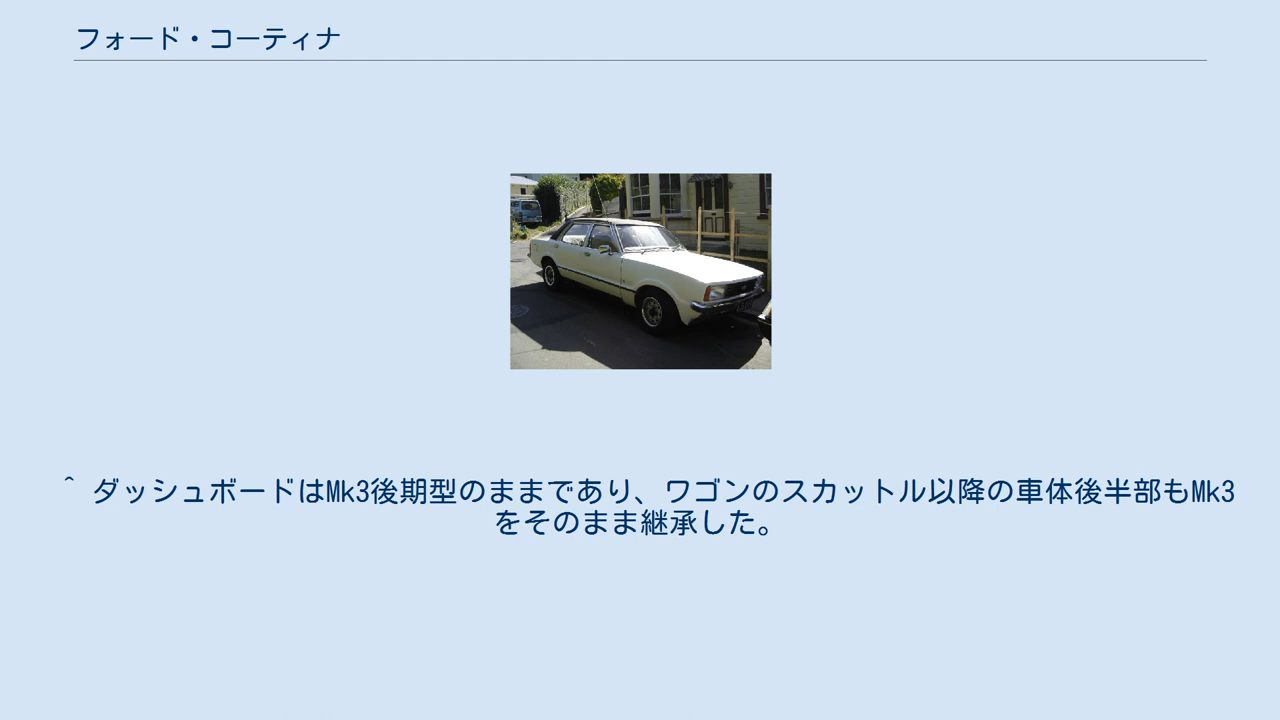 フォード・コーティナ
^ ダッシュボードはMk3後期型のままであり、ワゴンのスカットル以降の車体後半部もMk3
をそのまま継承した。